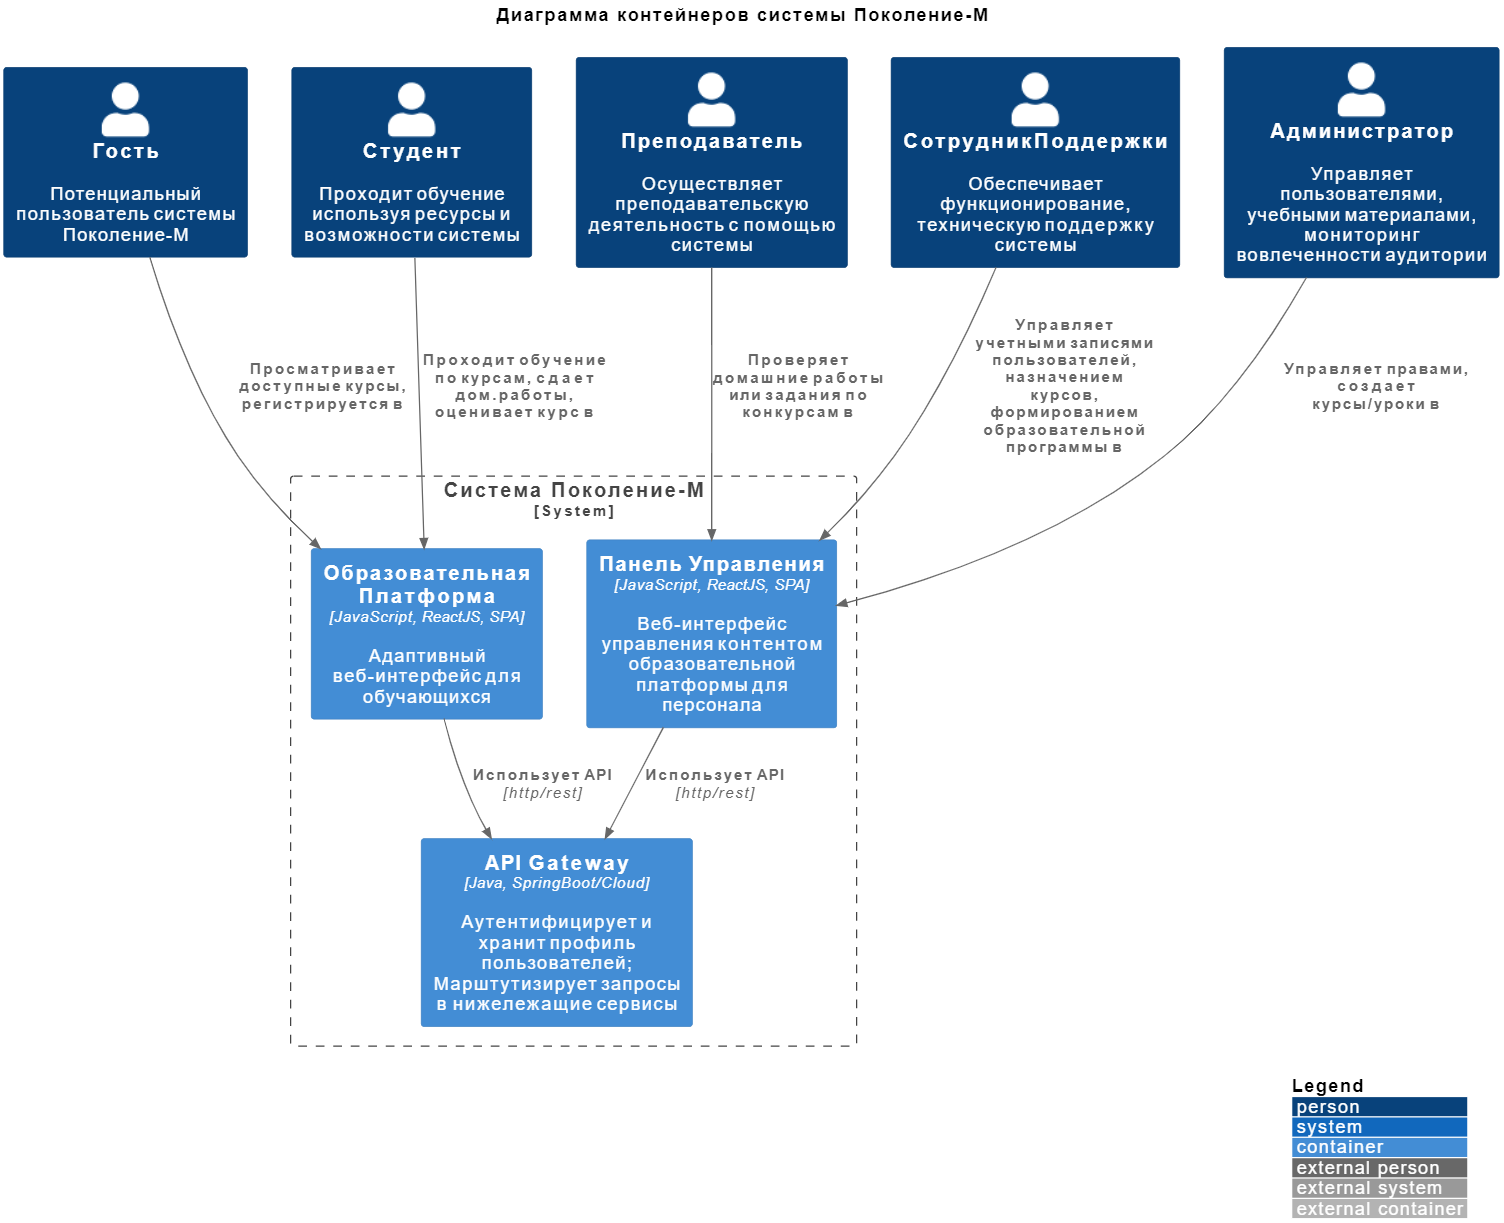 Диаграмма контейнеров системы Поколение-М
Гость
Потенциальный
пользователь системы
Поколение-М
Студент
Проходит обучение
используя ресурсы и
возможности системы
Преподаватель
Осуществляет
преподавательскую
деятельность с помощью
системы
СотрудникПоддержки
Обеспечивает
функционирование,
техническую поддержку
системы
Администратор
Управляет
пользователями,
учебными материалами,
мониторинг
вовлеченности аудитории
Просматривает
доступные курсы,
регистрируется в
Проходит обучение
по курсам, сдает
дом.работы,
оценивает курс в
Проверяет
домашние работы
или задания по
конкурсам в
Управляет
учетными записями
пользователей,
назначением
курсов,
формированием
образовательной
программы в
Управляет правами,
создает
курсы/уроки в
Система Поколение-М
[System]
Образовательная
Платформа
[JavaScript, ReactJS, SPA]
Адаптивный
веб-интерфейс для
обучающихся
Панель Управления
[JavaScript, ReactJS, SPA]
Веб-интерфейс
управления контентом
образовательной
платформы для
персонала
Использует API
[http/rest]
Использует API
[http/rest]
API Gateway
[Java, SpringBoot/Cloud]
Аутентифицирует и
хранит профиль
пользователей;
Марштутизирует запросы
в нижележащие сервисы
Legend
person
system
container
external person
external system
external container